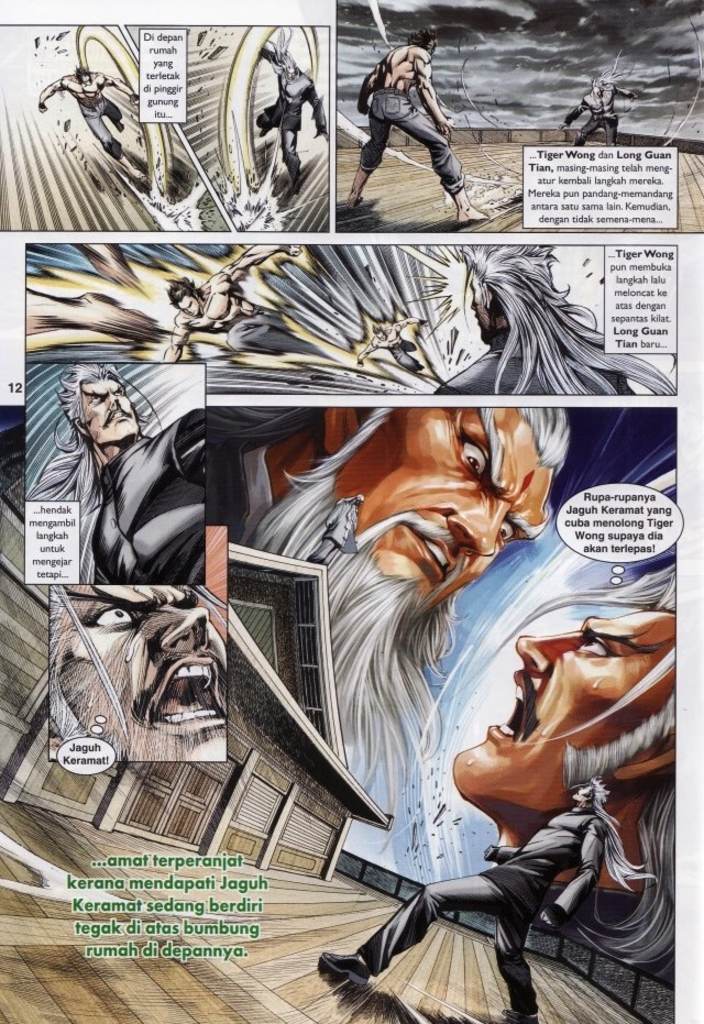 Di depan
rumah
yang
terletak
di pinggir
gunung
itu...
...Tiger Wong dan Long Guan
Tian, masing-masing telah meng-
atur kembali langkah mereka.
Mereka pun pandang-memandang
antara satu sama lain. Kemudian,
dengan tidak semena-mena...
...Tiger Wong
pun membuka
langkah lalu
meloncat ke
atas dengan
sepantas kilat.
Long Guan
Tian baru...
12
...hendak
mengambil
langkah
untuk
mengejar
tetapi...
Rupa-rupanya
Jaguh Keramat yang
cuba menolong Tiger
Wong supaya dia
akan terlepas!
Jaguh
Keramat!
...amat terperanjat
kerana mendapati Jaguh
Keramat sedang berdiri
tegak di atas bumbung
rumah di depannya.